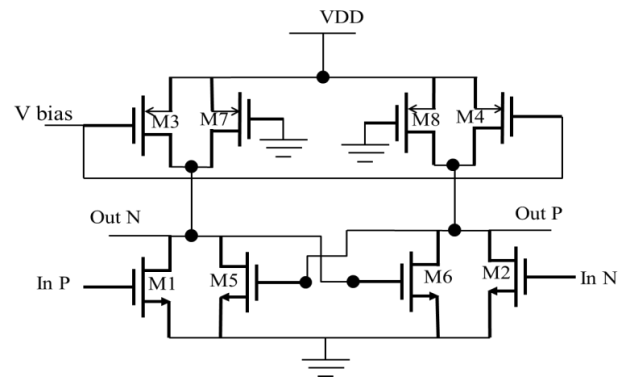 VDD
V bias
M3
M7
M8
M4
Out N
Out P
In P
M1
M5
M6
M2
In N